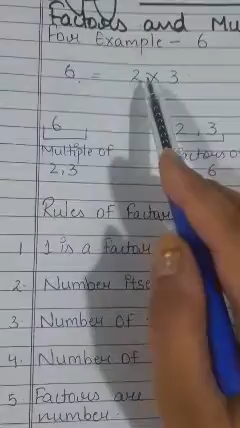 Factors and Mu
For Example - 6
6 = 2 x 3
6 2, 3
Multiple of
2, 3 6
Rules of Factor
1 1 is a factor
2. Number itse
3 Number of
4. Number of
5 Factors are
number.